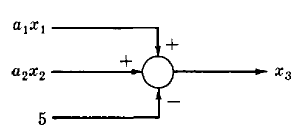 a₁x₁
+
a₂x₂ + x₃
−
5